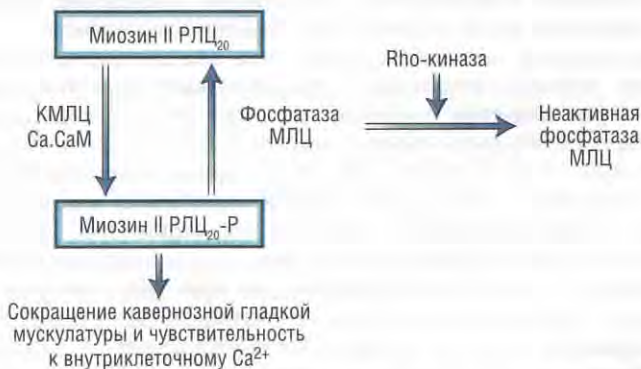 Миозин II РЛЦ₂₀
Rho-киназа
КМЛЦ
Ca.CaM
Фосфатаза
МЛЦ
Неактивная
фосфатаза
МЛЦ
Миозин II РЛЦ₂₀-P
Сокращение кавернозной гладкой
мускулатуры и чувствительность
к внутриклеточному Ca²⁺